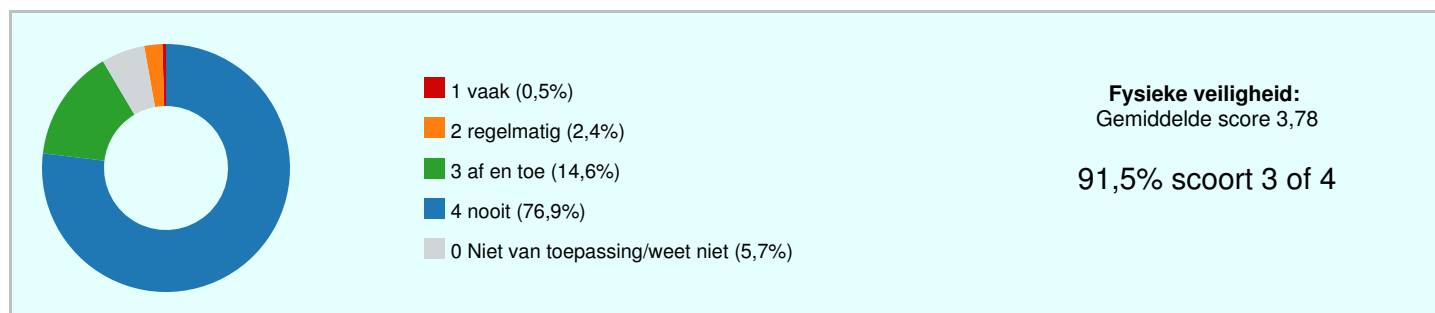 1 vaak (0,5%)
2 regelmatig (2,4%)
3 af en toe (14,6%)
4 nooit (76,9%)
0 Niet van toepassing/weet niet (5,7%)
Fysieke veiligheid:
Gemiddelde score 3,78
91,5% scoort 3 of 4